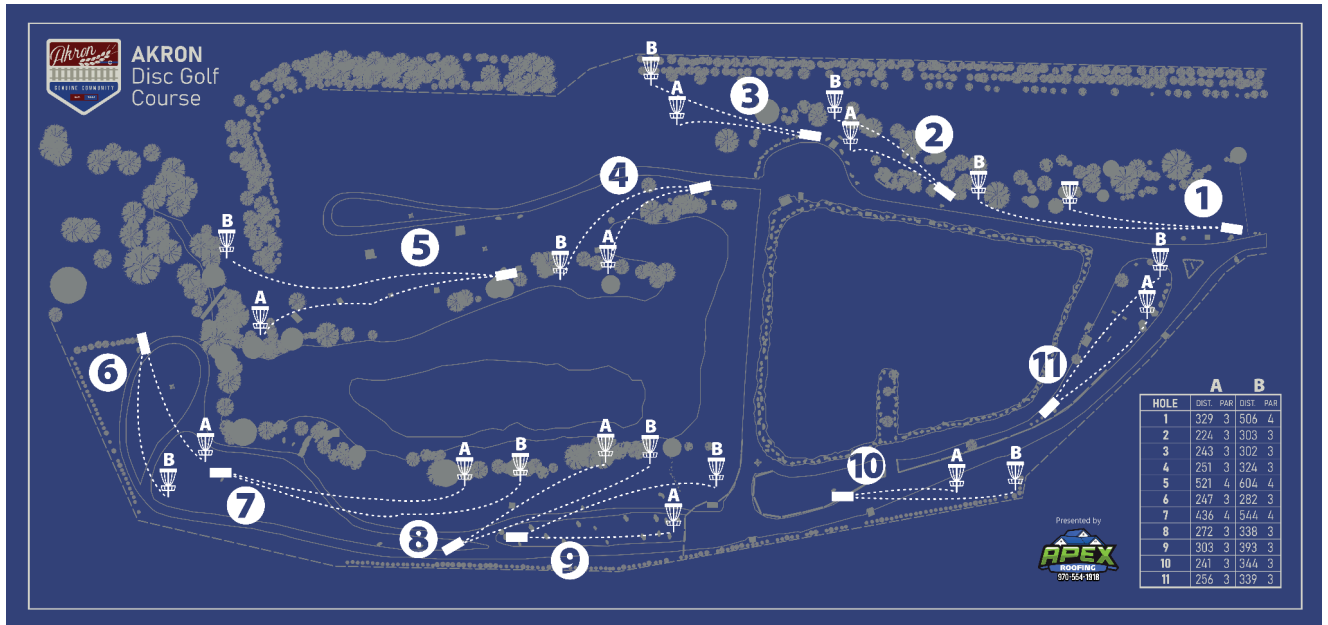 Akron
GENUINE COMMUNITY
AKRON
Disc Golf
Course
B
A
3
B
A
2
B
1
4
B
A
5
B
A
B
A
11
6
A
B
7
A
B
A
B
8
B
A
9
10
A
B
A B
HOLE DIST. PAR DIST. PAR
1 329 3 506 4
2 224 3 303 3
3 243 3 302 3
4 251 3 324 3
5 521 4 604 4
6 247 3 282 3
7 436 4 544 4
8 272 3 338 3
9 303 3 393 3
10 241 3 344 3
11 256 3 339 3
Presented by
APEX
ROOFING
970-554-1918